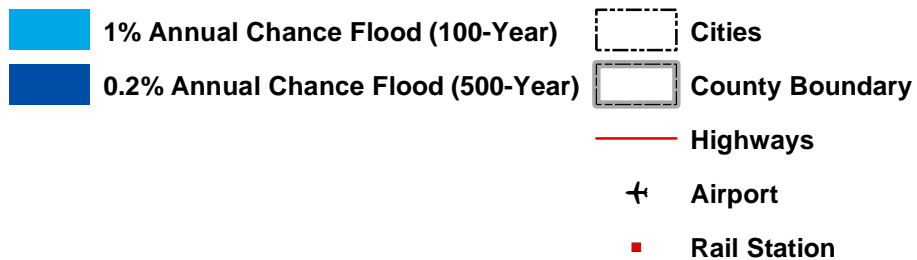 1% Annual Chance Flood (100-Year)
0.2% Annual Chance Flood (500-Year)
Cities
County Boundary
Highways
Airport
Rail Station